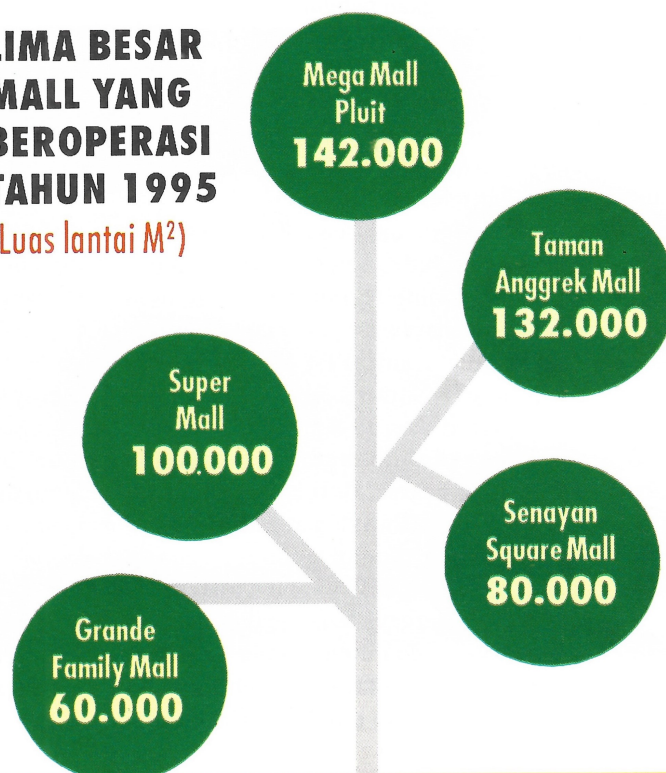 LIMA BESAR
MALL YANG
BEROPERASI
TAHUN 1995
(Luas lantai M²)
Mega Mall
Pluit
142.000
Taman
Anggrek Mall
132.000
Super
Mall
100.000
Senayan
Square Mall
80.000
Grande
Family Mall
60.000